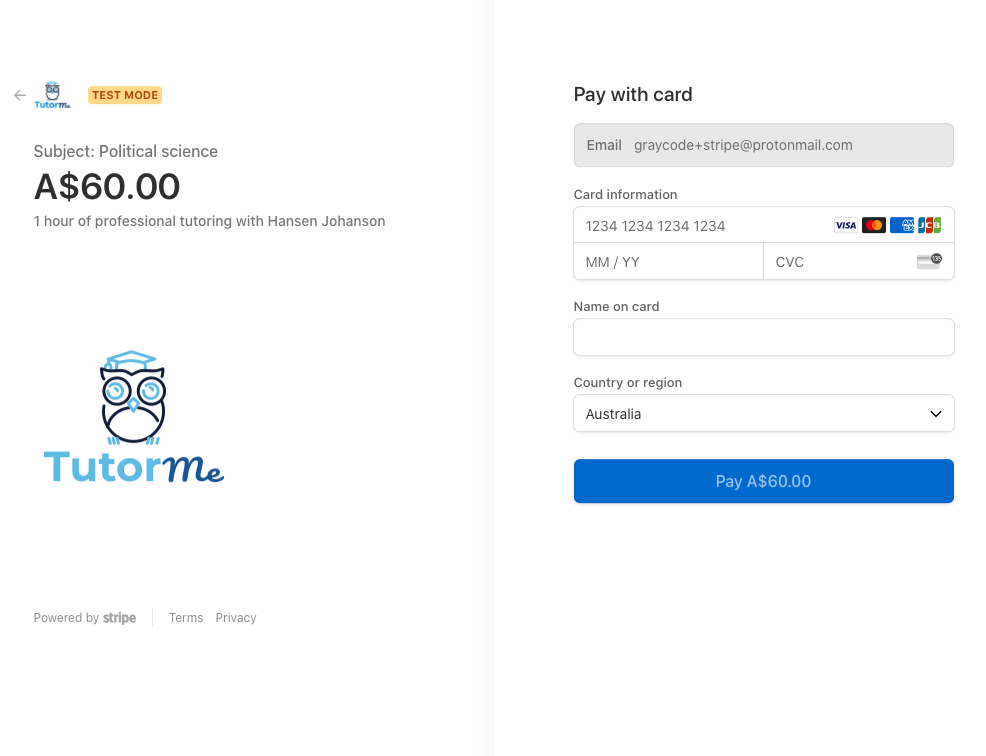 TutorMe
TEST MODE
Subject: Political science
A$60.00
1 hour of professional tutoring with Hansen Johanson
TutorMe
Powered by stripe
Terms
Privacy
Pay with card
Email graycode+stripe@protonmail.com
Card information
1234 1234 1234 1234
VISA
AMEX
JCB
MM / YY
CVC
135
Name on card
Country or region
Australia
Pay A$60.00